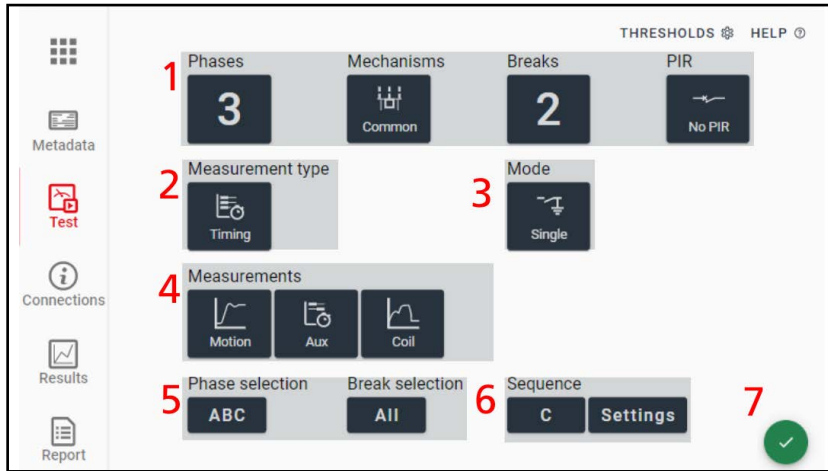 THRESHOLDS HELP
Phases Mechanisms Breaks PIR
1 3 Common 2 No PIR
Metadata
Measurement type Mode
2 Timing 3 Single
Test
Connections
Measurements
4 Motion Aux Coil
Results
Phase selection Break selection Sequence
5 ABC All 6 C Settings 7
Report